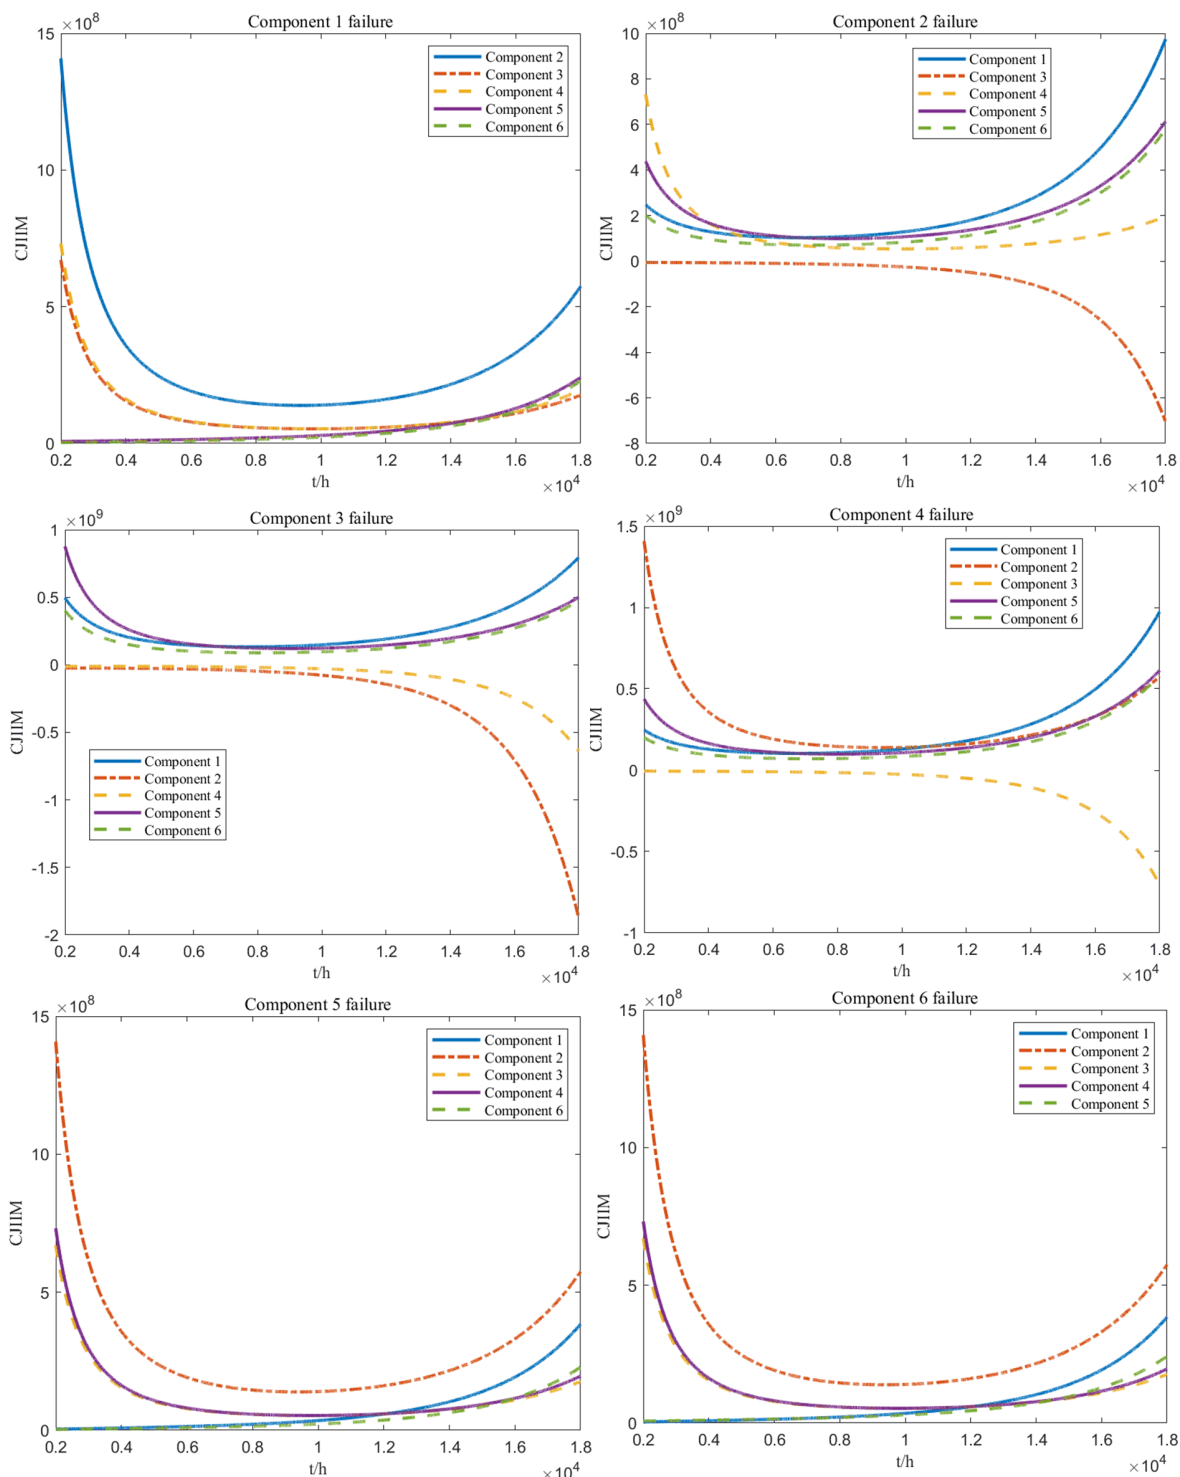 Component 1 failure
×10^8
CJIIM
15
10
5
0
0.2 0.4 0.6 0.8 1 1.2 1.4 1.6 1.8
t/h
×10^4
Component 2
Component 3
Component 4
Component 5
Component 6
Component 2 failure
×10^8
CJIIM
10
8
6
4
2
0
-2
-4
-6
-8
0.2 0.4 0.6 0.8 1 1.2 1.4 1.6 1.8
t/h
×10^4
Component 1
Component 3
Component 4
Component 5
Component 6
Component 3 failure
×10^9
CJIIM
1
0.5
0
-0.5
-1
-1.5
-2
0.2 0.4 0.6 0.8 1 1.2 1.4 1.6 1.8
t/h
×10^4
Component 1
Component 2
Component 4
Component 5
Component 6
Component 4 failure
×10^9
CJIIM
1.5
1
0.5
0
-0.5
-1
0.2 0.4 0.6 0.8 1 1.2 1.4 1.6 1.8
t/h
×10^4
Component 1
Component 2
Component 3
Component 5
Component 6
Component 5 failure
×10^8
CJIIM
15
10
5
0
0.2 0.4 0.6 0.8 1 1.2 1.4 1.6 1.8
t/h
×10^4
Component 1
Component 2
Component 3
Component 4
Component 6
Component 6 failure
×10^8
CJIIM
15
10
5
0
0.2 0.4 0.6 0.8 1 1.2 1.4 1.6 1.8
t/h
×10^4
Component 1
Component 2
Component 3
Component 4
Component 5